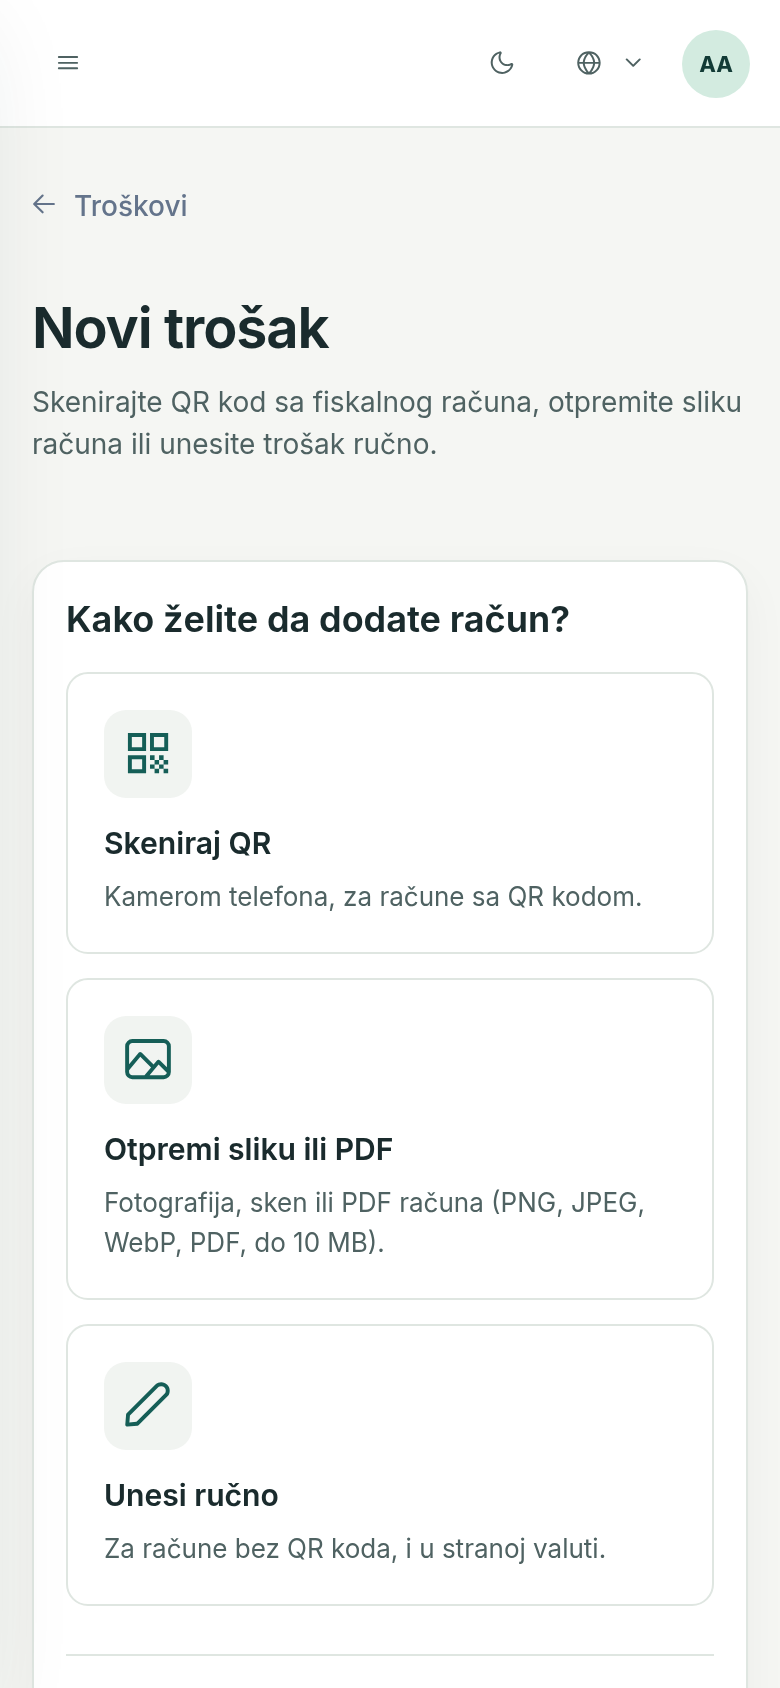 AA
Troškovi
Novi trošak
Skenirajte QR kod sa fiskalnog računa, otpremite sliku
računa ili unesite trošak ručno.
Kako želite da dodate račun?
Skeniraj QR
Kamerom telefona, za račune sa QR kodom.
Otpremi sliku ili PDF
Fotografija, sken ili PDF računa (PNG, JPEG,
WebP, PDF, do 10 MB).
Unesi ručno
Za račune bez QR koda, i u stranoj valuti.